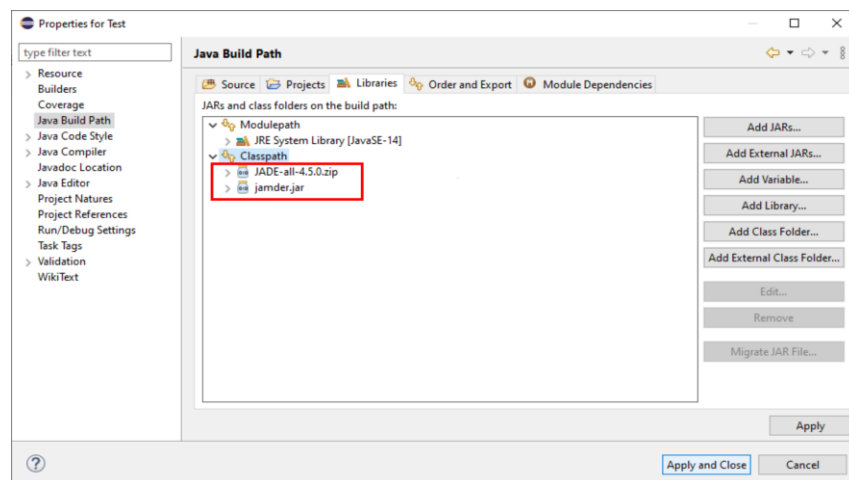 Properties for Test
type filter text
Resource
Builders
Coverage
Java Build Path
Java Code Style
Java Compiler
Javadoc Location
Java Editor
Project Natures
Project References
Run/Debug Settings
Task Tags
Validation
WikiText
Java Build Path
Source Projects Libraries Order and Export Module Dependencies
JARs and class folders on the build path:
Modulepath
JRE System Library [JavaSE-14]
Classpath
JADE-all-4.5.0.zip
jamder.jar
Add JARs...
Add External JARs...
Add Variable...
Add Library...
Add Class Folder...
Add External Class Folder...
Edit...
Remove
Migrate JAR File...
Apply
Apply and Close Cancel